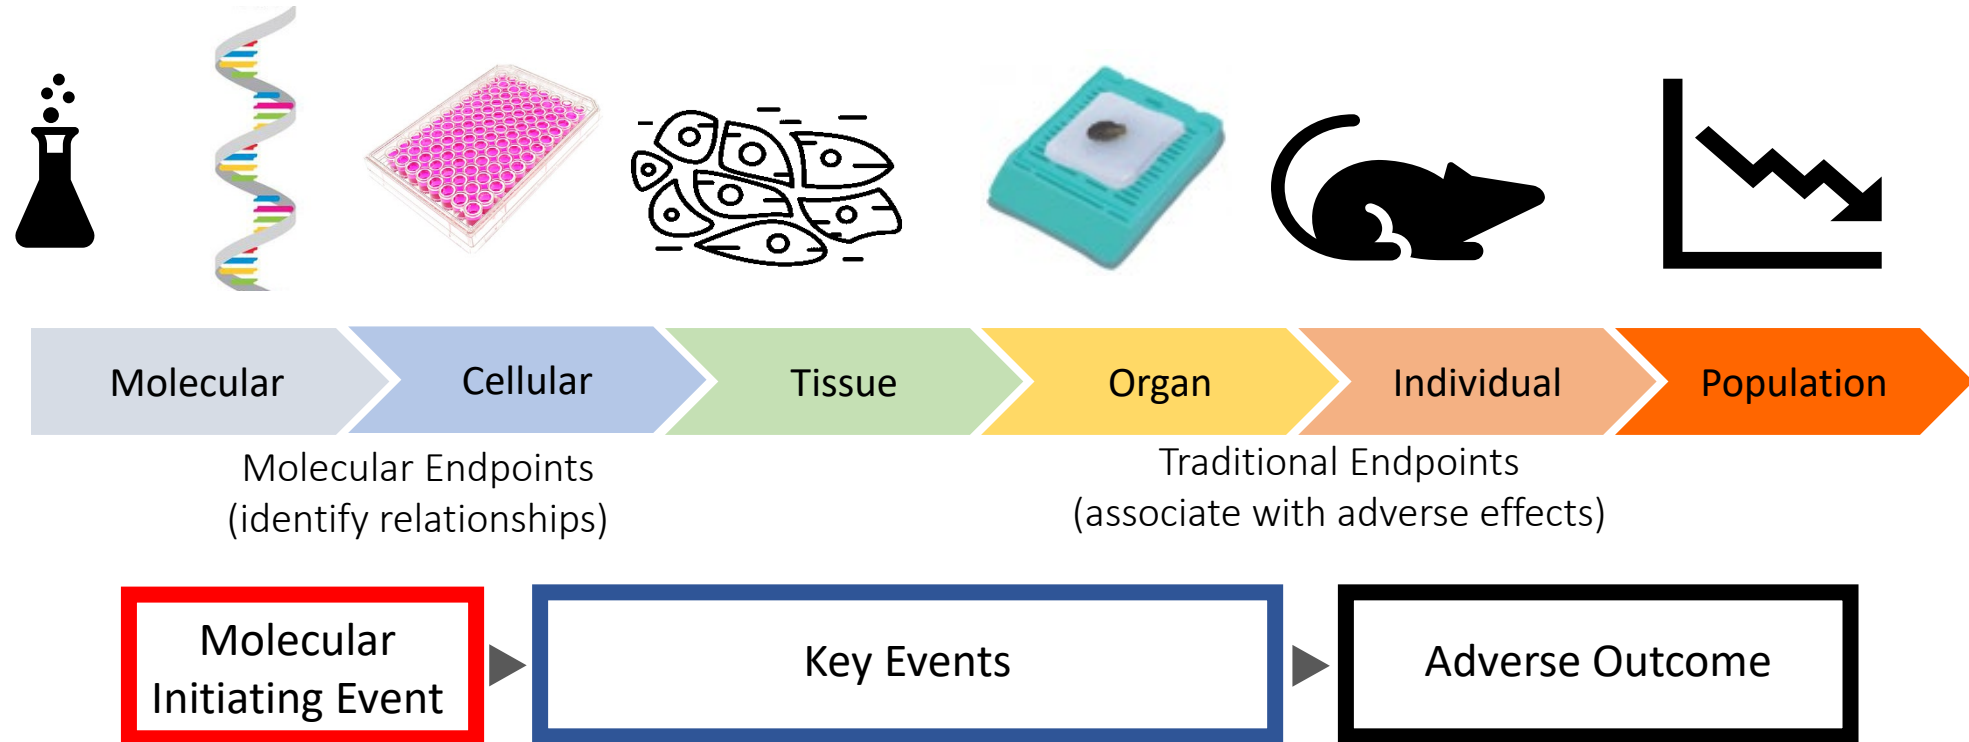 Molecular
Cellular
Tissue
Organ
Individual
Population
Molecular Endpoints
(identify relationships)
Traditional Endpoints
(associate with adverse effects)
Molecular
Initiating Event
Key Events
Adverse Outcome